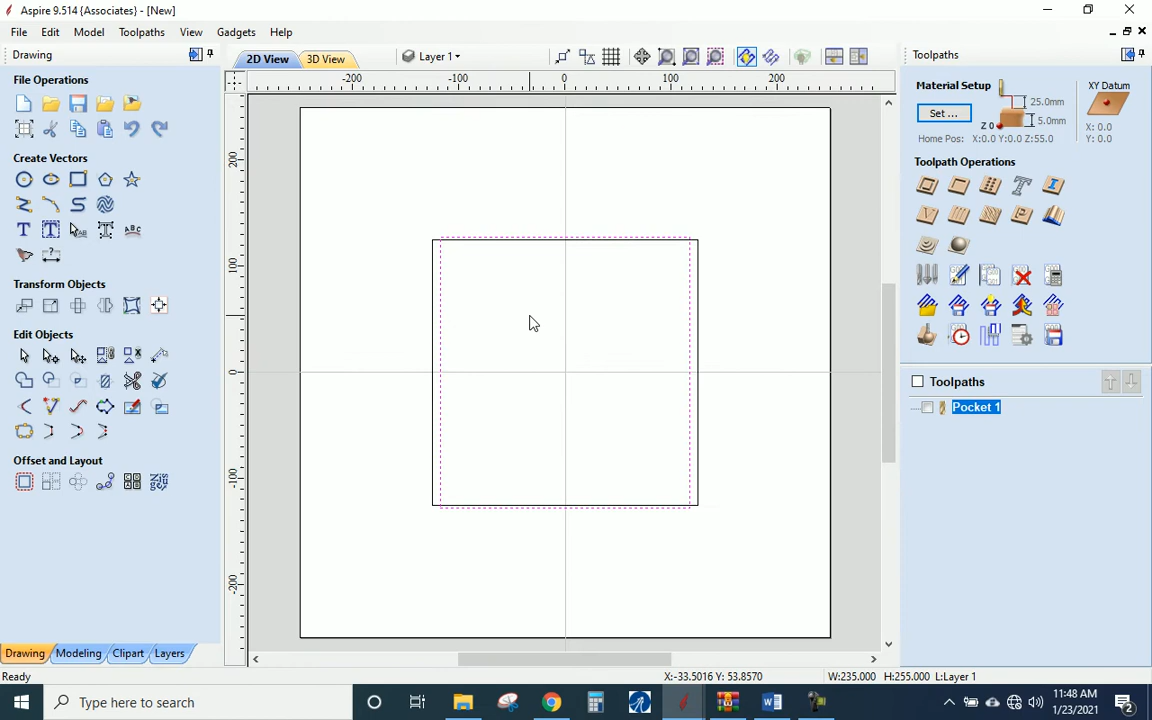 Aspire 9.514 {Associates} - [New]
File Edit Model Toolpaths View Gadgets Help
Drawing
File Operations
Create Vectors
Transform Objects
Edit Objects
Offset and Layout
Drawing Modeling Clipart Layers
2D View 3D View Layer 1
-200 -100 0 100 200
200
100
0
-100
-200
Toolpaths
Material Setup
Set ...
25.0mm
5.0mm
Z 0
XY Datum
X: 0.0
Y: 0.0
Home Pos: X:0.0 Y:0.0 Z:55.0
Toolpath Operations
Toolpaths
Pocket 1
Ready
X:-33.5016 Y: 53.8570
W:235.000 H:255.000 L:Layer 1
Type here to search
11:48 AM
1/23/2021
2